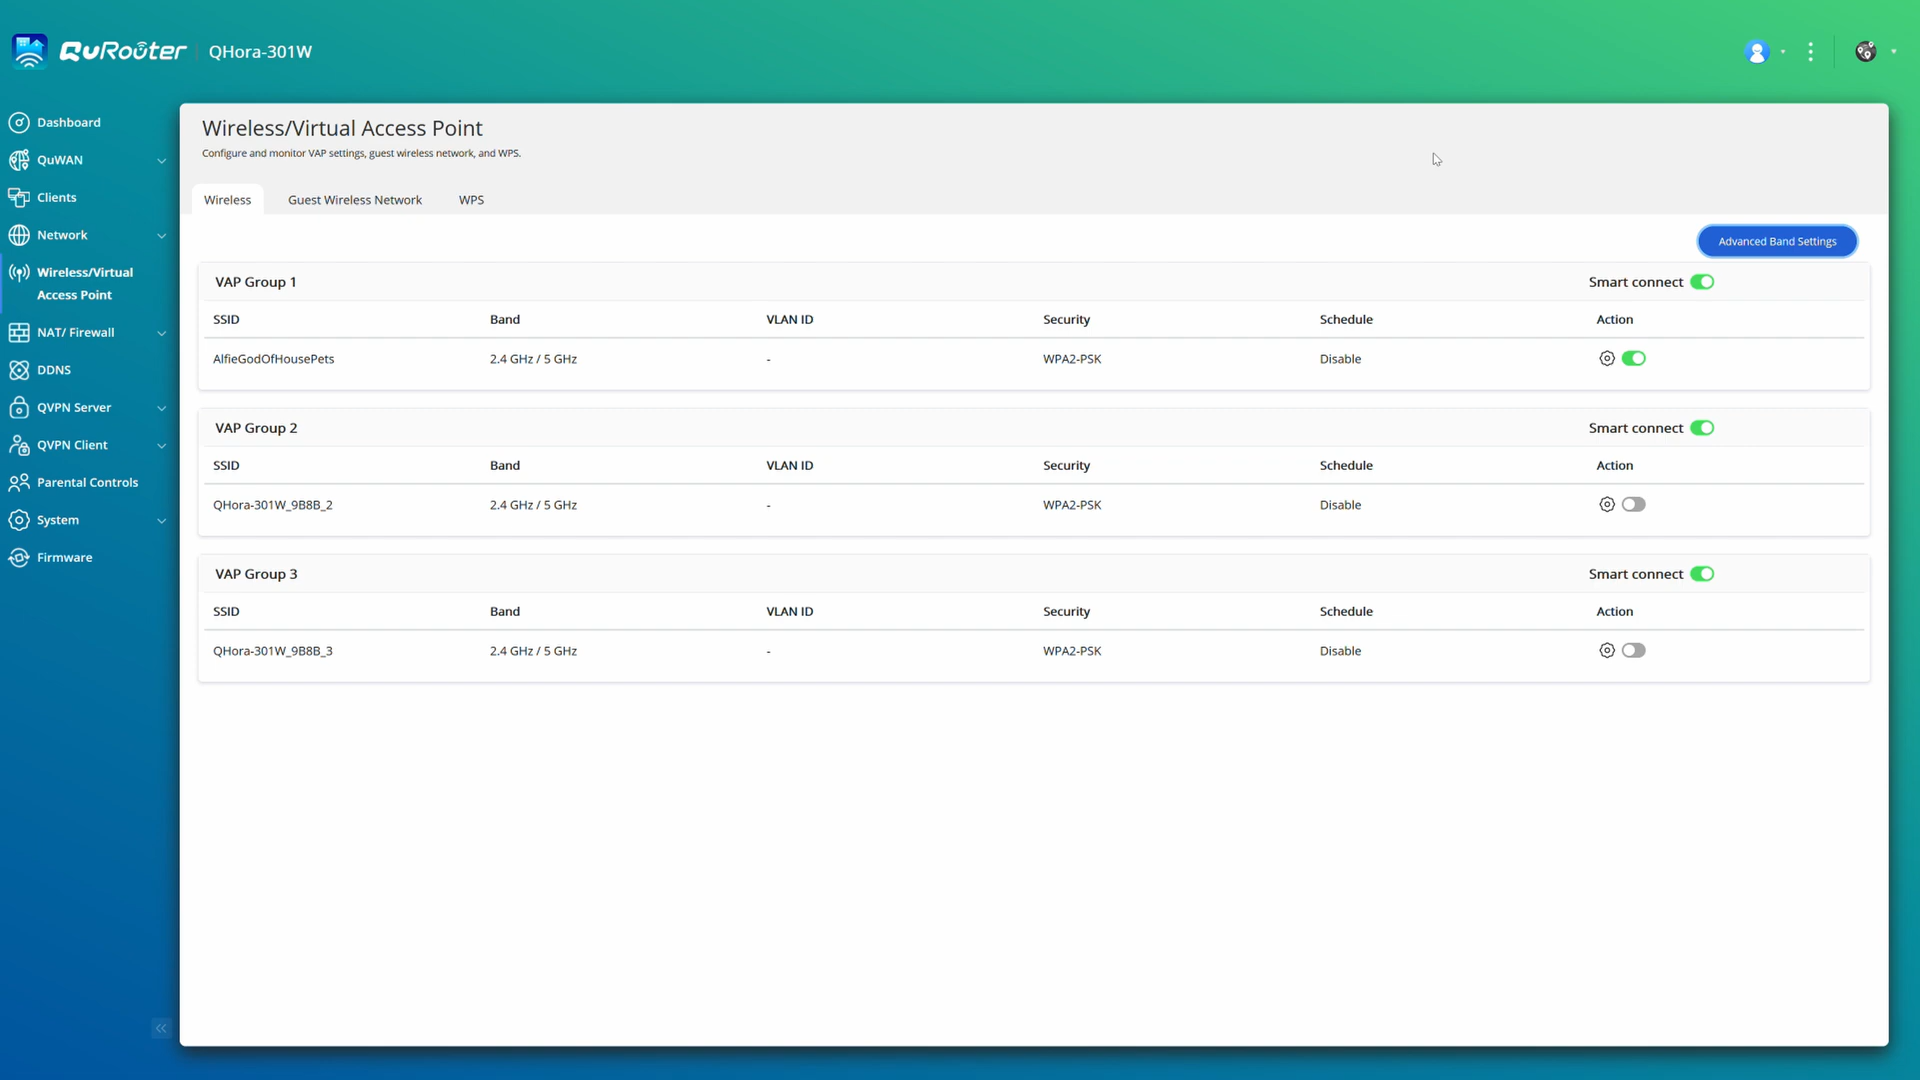 QuRouter QHora-301W
Dashboard
QuWAN
Clients
Network
Wireless/Virtual
Access Point
NAT/ Firewall
DDNS
QVPN Server
QVPN Client
Parental Controls
System
Firmware
Wireless/Virtual Access Point
Configure and monitor VAP settings, guest wireless network, and WPS.
Wireless Guest Wireless Network WPS
Advanced Band Settings
VAP Group 1 Smart connect
SSID Band VLAN ID Security Schedule Action
AlfieGodOfHousePets 2.4 GHz / 5 GHz - WPA2-PSK Disable
VAP Group 2 Smart connect
SSID Band VLAN ID Security Schedule Action
QHora-301W_9B8B_2 2.4 GHz / 5 GHz - WPA2-PSK Disable
VAP Group 3 Smart connect
SSID Band VLAN ID Security Schedule Action
QHora-301W_9B8B_3 2.4 GHz / 5 GHz - WPA2-PSK Disable